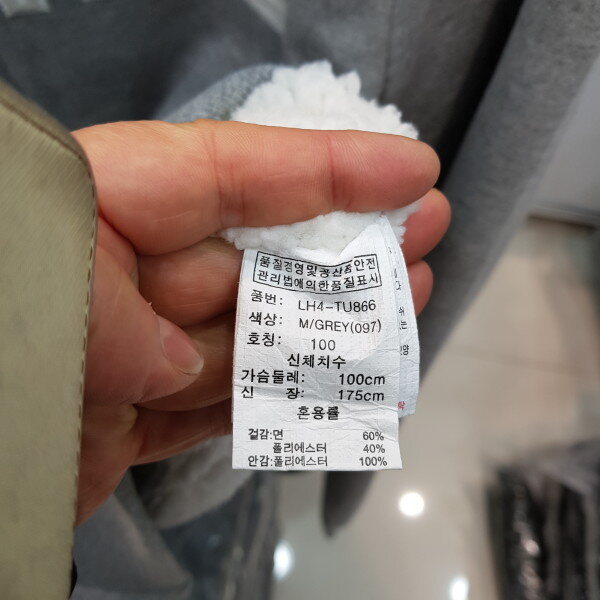 품질경영및공산품안전
관리법에의한품질표시
품번: LH4-TU866
색상: M/GREY(097)
호칭: 100
신체치수
가슴둘레: 100cm
신 장: 175cm
혼용률
겉감:면 60%
폴리에스터 40%
안감:폴리에스터 100%